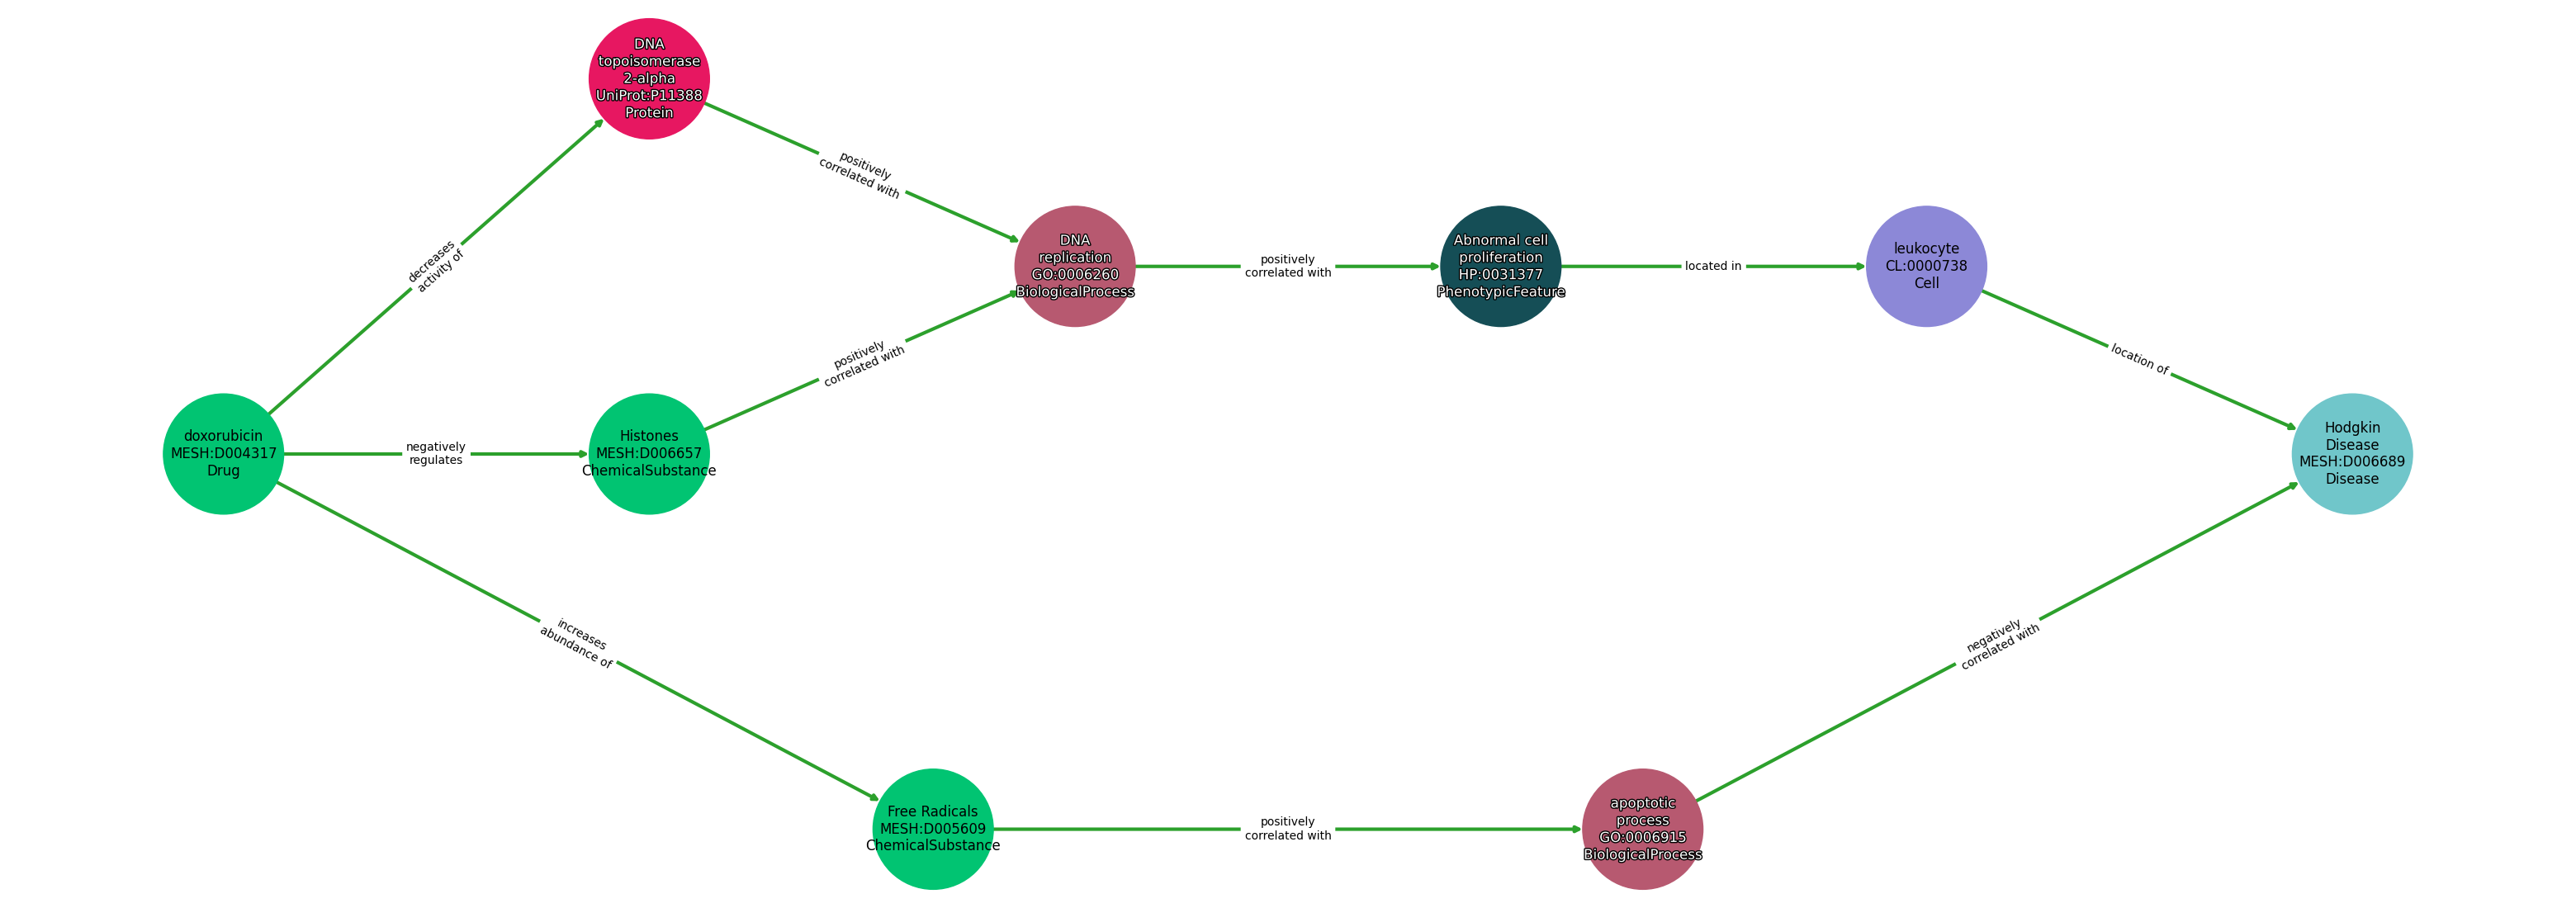 DNA
topoisomerase
2-alpha
UniProt:P11388
Protein
positively
correlated with
decreases
activity of
DNA
replication
GO:0006260
BiologicalProcess
positively
correlated with
Abnormal cell
proliferation
HP:0031377
PhenotypicFeature
located in
leukocyte
CL:0000738
Cell
location of
positively
correlated with
doxorubicin
MESH:D004317
Drug
negatively
regulates
Histones
MESH:D006657
ChemicalSubstance
Hodgkin
Disease
MESH:D006689
Disease
increases
abundance of
negatively
correlated with
Free Radicals
MESH:D005609
ChemicalSubstance
positively
correlated with
apoptotic
process
GO:0006915
BiologicalProcess